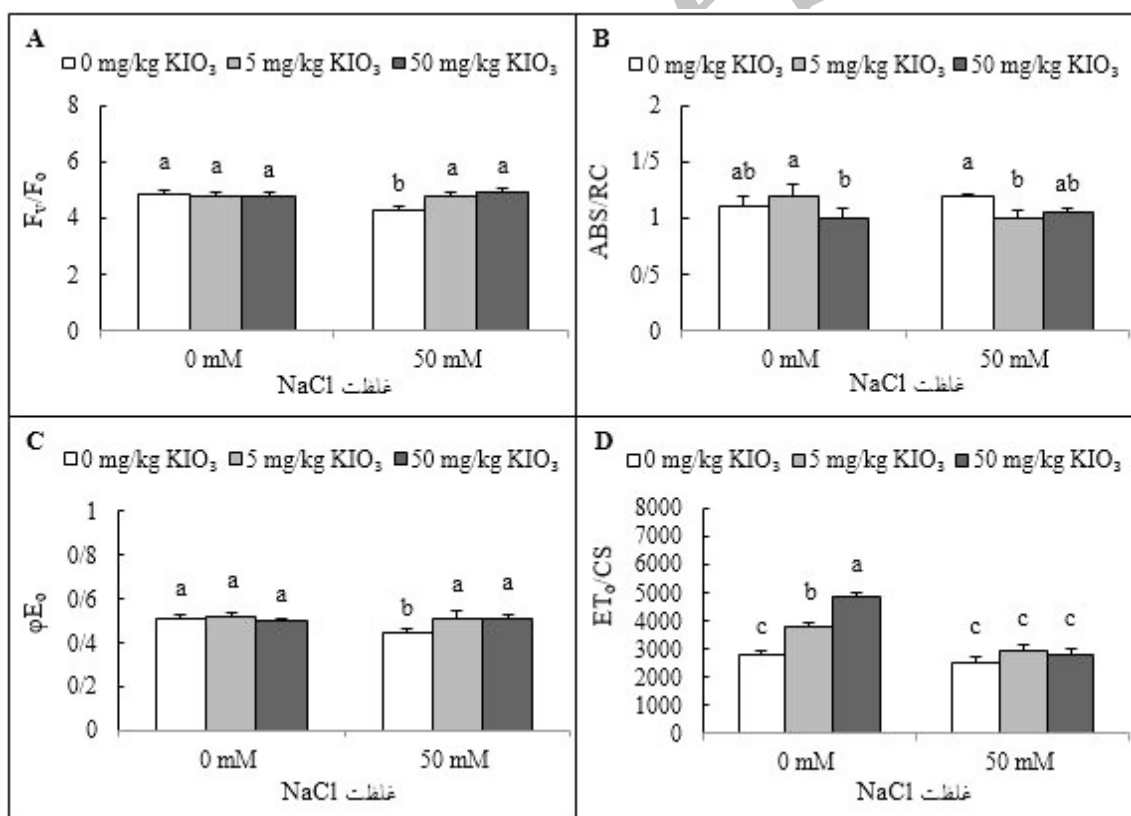 A
0 mg/kg KIO₃ 5 mg/kg KIO₃ 50 mg/kg KIO₃
8
6
4
2
0
Fᵥ/F₀
a a a
b a a
0 mM 50 mM
غلظت NaCl
B
0 mg/kg KIO₃ 5 mg/kg KIO₃ 50 mg/kg KIO₃
2
1/5
1
0/5
0
ABS/RC
ab a b
a b ab
0 mM 50 mM
غلظت NaCl
C
0 mg/kg KIO₃ 5 mg/kg KIO₃ 50 mg/kg KIO₃
1
0/8
0/6
0/4
0/2
0
φE₀
a a a
b a a
0 mM 50 mM
غلظت NaCl
D
0 mg/kg KIO₃ 5 mg/kg KIO₃ 50 mg/kg KIO₃
8000
7000
6000
5000
4000
3000
2000
1000
0
ET₀/CS
c b a
c c c
0 mM 50 mM
غلظت NaCl